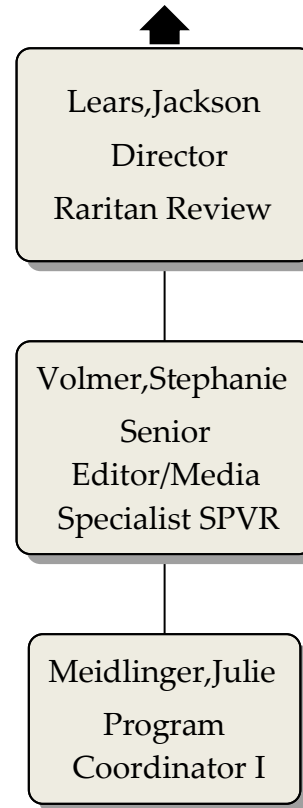 Lears,Jackson
Director
Raritan Review
Volmer,Stephanie
Senior
Editor/Media
Specialist SPVR
Meidlinger,Julie
Program
Coordinator I